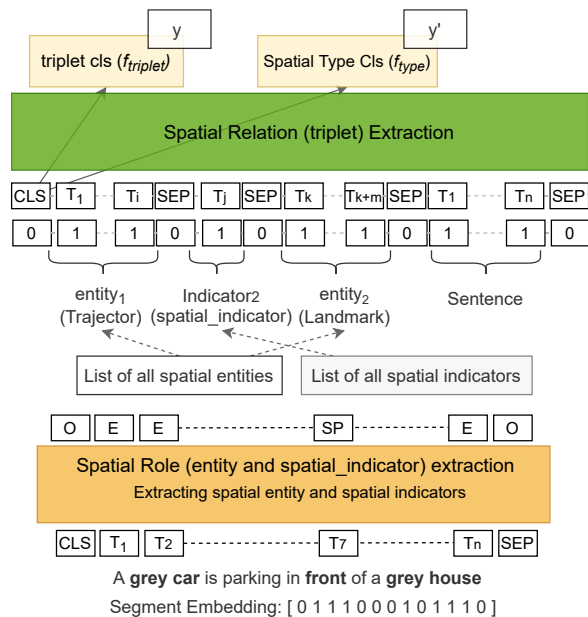 y y'
triplet cls (f_triplet) Spatial Type Cls (f_type)
Spatial Relation (triplet) Extraction
CLS T1 Ti SEP Tj SEP Tk Tk+m SEP T1 Tn SEP
0 1 1 0 1 0 1 1 0 1 1 0
entity1 Indicator2 entity2 Sentence
(Trajector) (spatial_indicator) (Landmark)
List of all spatial entities List of all spatial indicators
O E E SP E O
Spatial Role (entity and spatial_indicator) extraction
Extracting spatial entity and spatial indicators
CLS T1 T2 T7 Tn SEP
A grey car is parking in front of a grey house
Segment Embedding: [ 0 1 1 1 0 0 0 1 0 1 1 1 0 ]